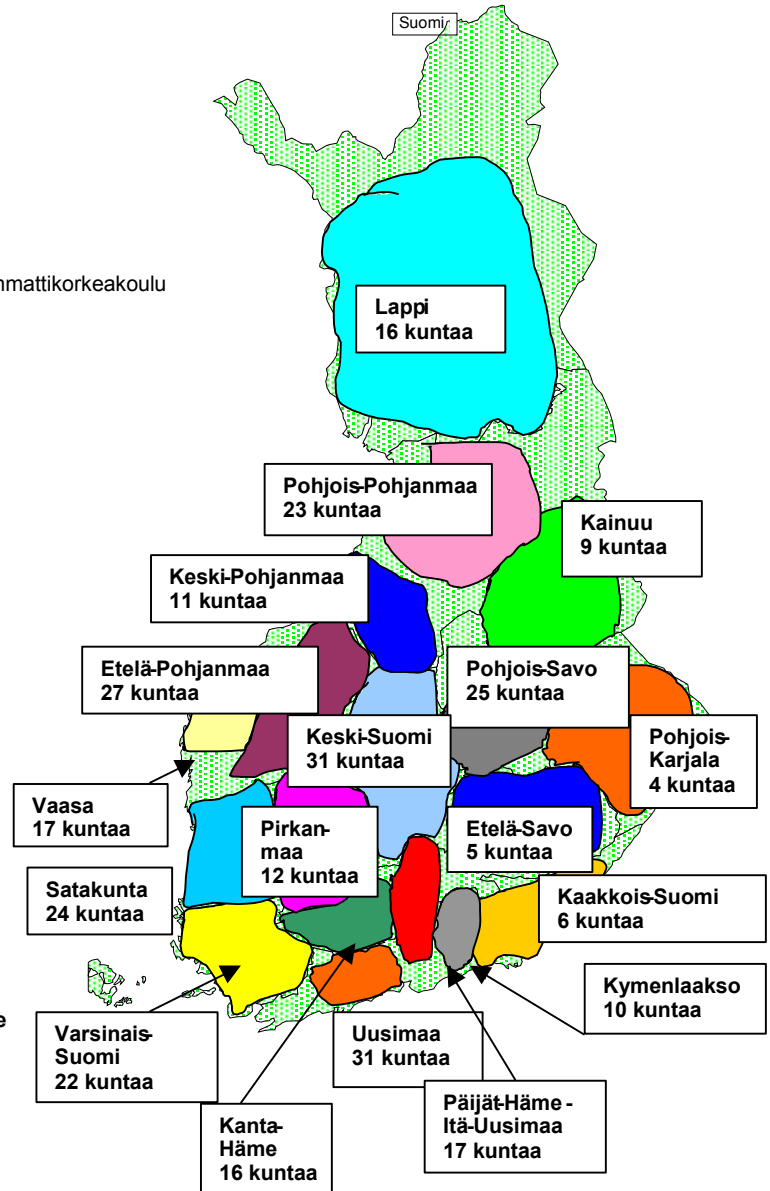 Suomi
mmattikorkeakoulu
Lappi
16 kuntaa
Pohjois-Pohjanmaa
23 kuntaa
Kainuu
9 kuntaa
Keski-Pohjanmaa
11 kuntaa
Etelä-Pohjanmaa
27 kuntaa
Pohjois-Savo
25 kuntaa
Keski-Suomi
31 kuntaa
Pohjois-
Karjala
4 kuntaa
Vaasa
17 kuntaa
Pirkan-
maa
12 kuntaa
Etelä-Savo
5 kuntaa
Satakunta
24 kuntaa
Kaakkois-Suomi
6 kuntaa
Kymenlaakso
10 kuntaa
e
Varsinais-
Suomi
22 kuntaa
Uusimaa
31 kuntaa
Päijät-Häme -
Itä-Uusimaa
17 kuntaa
Kanta-
Häme
16 kuntaa